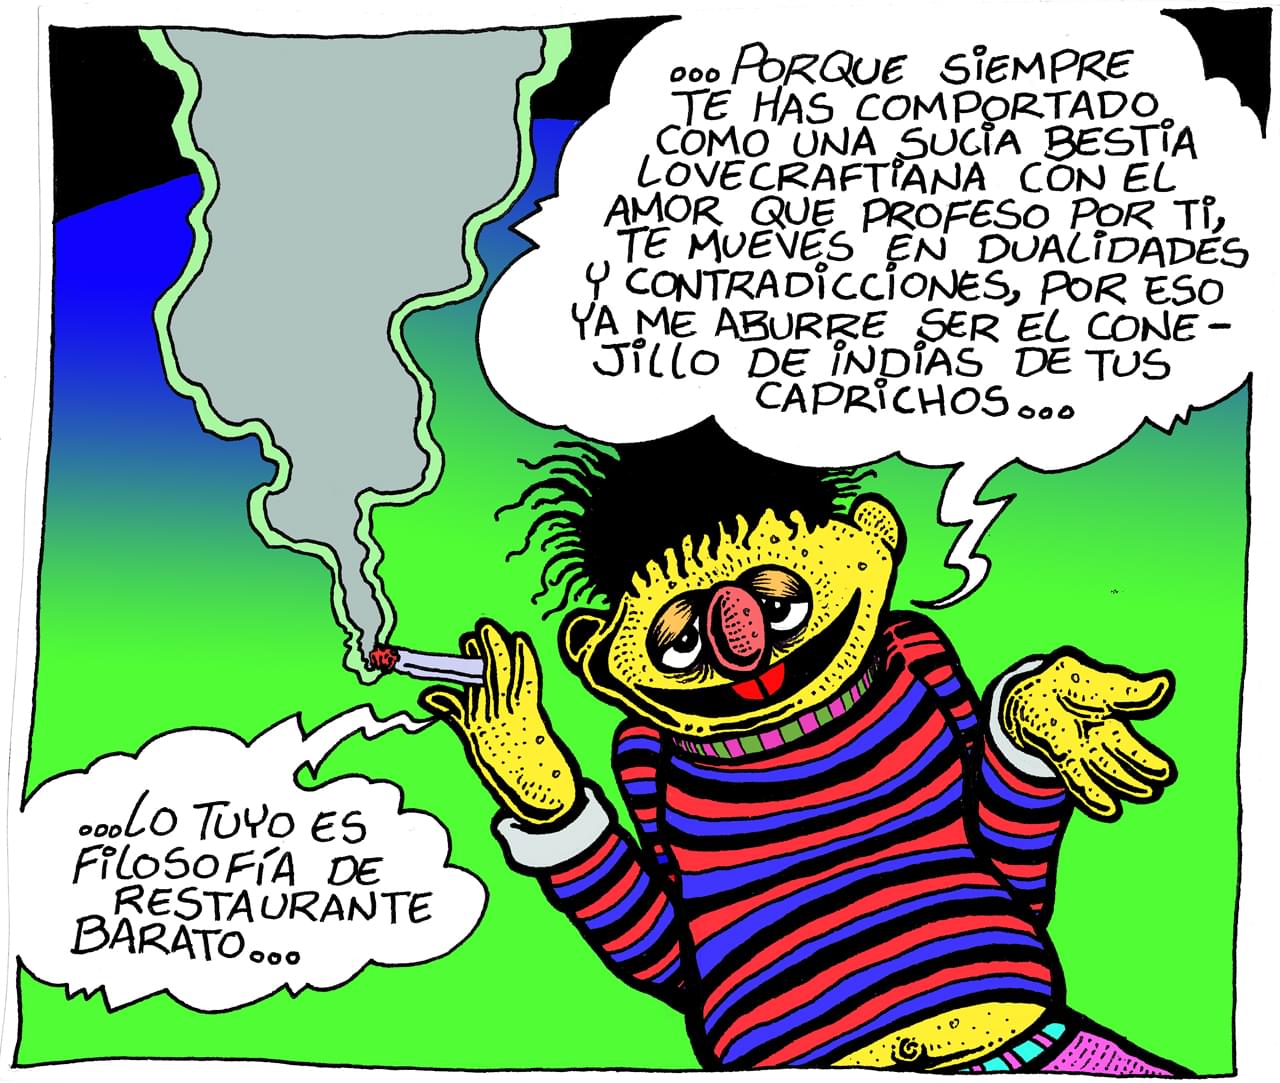 ...PORQUE SIEMPRE
TE HAS COMPORTADO
COMO UNA SUCIA BESTIA
LOVECRAFTIANA CON EL
AMOR QUE PROFESO POR TI,
TE MUEVES EN DUALIDADES
Y CONTRADICCIONES, POR ESO
YA ME ABURRE SER EL CONE-
JILLO DE INDIAS DE TUS
CAPRICHOS...
...LO TUYO ES
FILOSOFÍA DE
RESTAURANTE
BARATO...